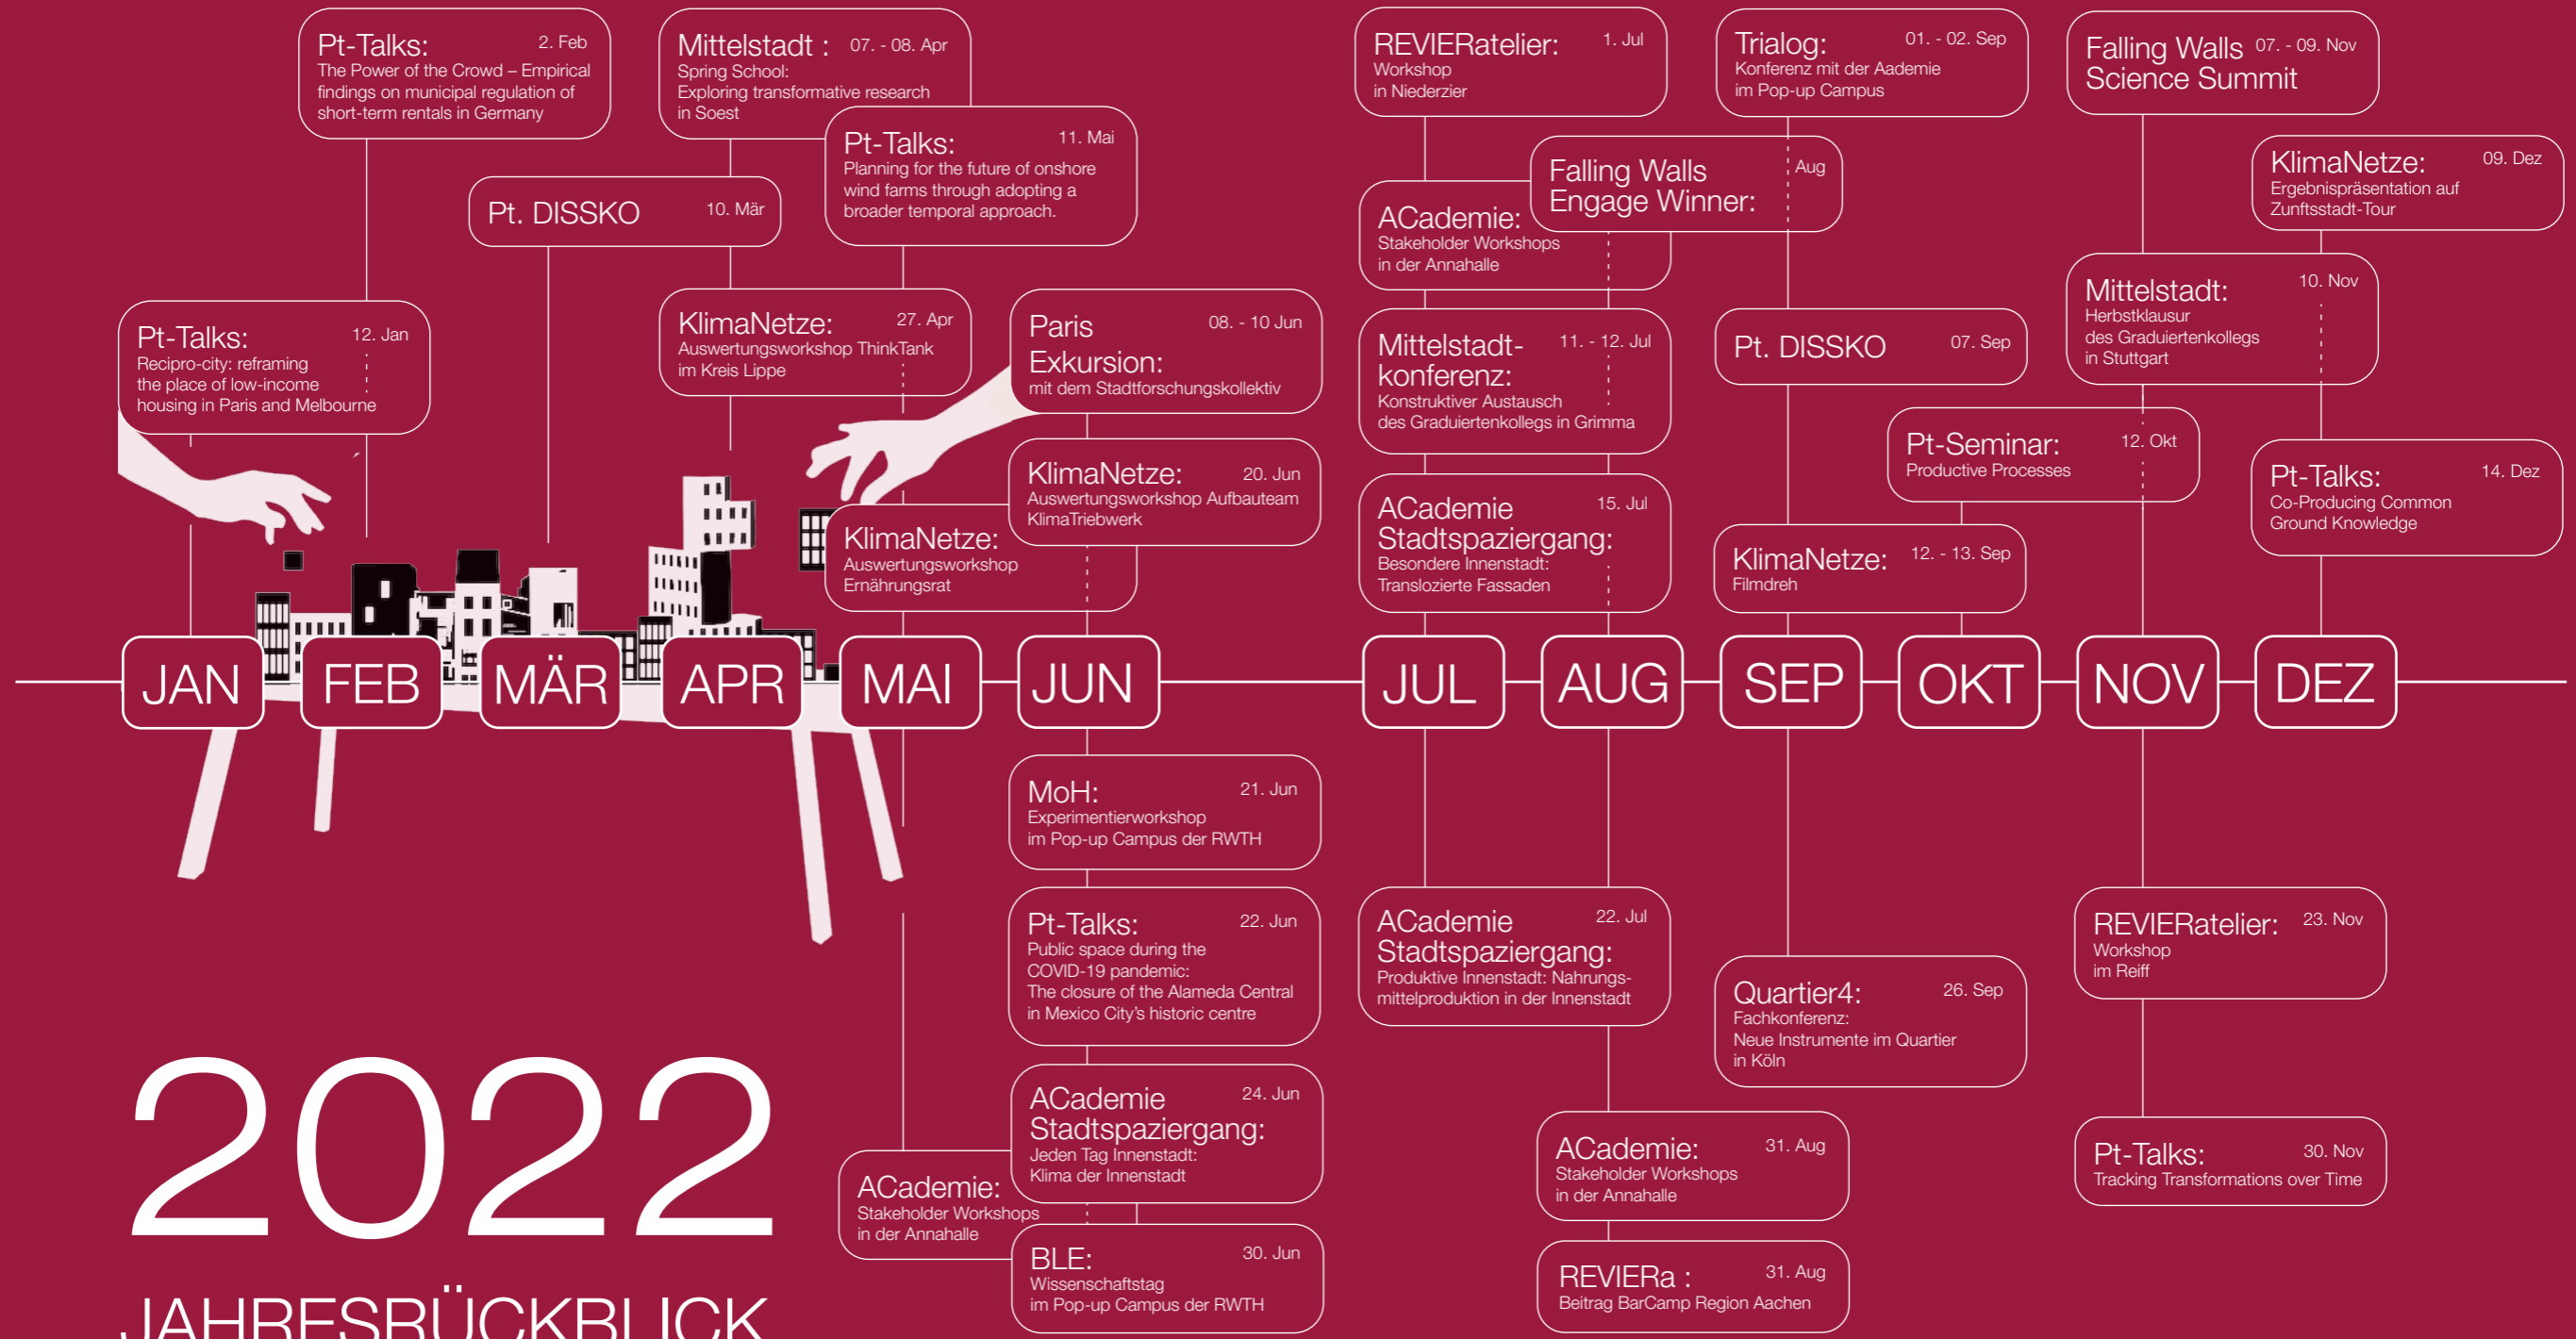 Pt-Talks: 2. Feb
The Power of the Crowd – Empirical
findings on municipal regulation of
short-term rentals in Germany
Mittelstadt : 07. - 08. Apr
Spring School:
Exploring transformative research
in Soest
Pt-Talks: 11. Mai
Planning for the future of onshore
wind farms through adopting a
broader temporal approach.
Pt. DISSKO 10. Mär
Pt-Talks: 12. Jan
Recipro-city: reframing
the place of low-income
housing in Paris and Melbourne
KlimaNetze: 27. Apr
Auswertungsworkshop ThinkTank
im Kreis Lippe
Paris 08. - 10 Jun
Exkursion:
mit dem Stadtforschungskollektiv
KlimaNetze: 20. Jun
Auswertungsworkshop Aufbauteam
KlimaTriebwerk
KlimaNetze:
Auswertungsworkshop
Ernährungsrat
REVIERatelier: 1. Jul
Workshop
in Niederzier
Trialog: 01. - 02. Sep
Konferenz mit der Aademie
im Pop-up Campus
Falling Walls 07. - 09. Nov
Science Summit
Falling Walls Aug
Engage Winner:
KlimaNetze: 09. Dez
Ergebnispräsentation auf
Zunftsstadt-Tour
ACademie:
Stakeholder Workshops
in der Annahalle
Mittelstadt: 10. Nov
Herbstklausur
des Graduiertenkollegs
in Stuttgart
Mittelstadt- 11. - 12. Jul
konferenz:
Konstruktiver Austausch
des Graduiertenkollegs in Grimma
Pt. DISSKO 07. Sep
Pt-Seminar: 12. Okt
Productive Processes
Pt-Talks: 14. Dez
Co-Producing Common
Ground Knowledge
ACademie 15. Jul
Stadtspaziergang:
Besondere Innenstadt:
Translozierte Fassaden
KlimaNetze: 12. - 13. Sep
Filmdreh
JAN FEB MÄR APR MAI JUN JUL AUG SEP OKT NOV DEZ
MoH: 21. Jun
Experimentierworkshop
im Pop-up Campus der RWTH
Pt-Talks: 22. Jun
Public space during the
COVID-19 pandemic:
The closure of the Alameda Central
in Mexico City's historic centre
ACademie 24. Jun
Stadtspaziergang:
Jeden Tag Innenstadt:
Klima der Innenstadt
ACademie:
Stakeholder Workshops
in der Annahalle
BLE: 30. Jun
Wissenschaftstag
im Pop-up Campus der RWTH
ACademie 22. Jul
Stadtspaziergang:
Produktive Innenstadt: Nahrungs-
mittelproduktion in der Innenstadt
Quartier4: 26. Sep
Fachkonferenz:
Neue Instrumente im Quartier
in Köln
REVIERatelier: 23. Nov
Workshop
im Reiff
ACademie: 31. Aug
Stakeholder Workshops
in der Annahalle
Pt-Talks: 30. Nov
Tracking Transformations over Time
REVIERa : 31. Aug
Beitrag BarCamp Region Aachen
2022
JAHRESRÜCKBLICK